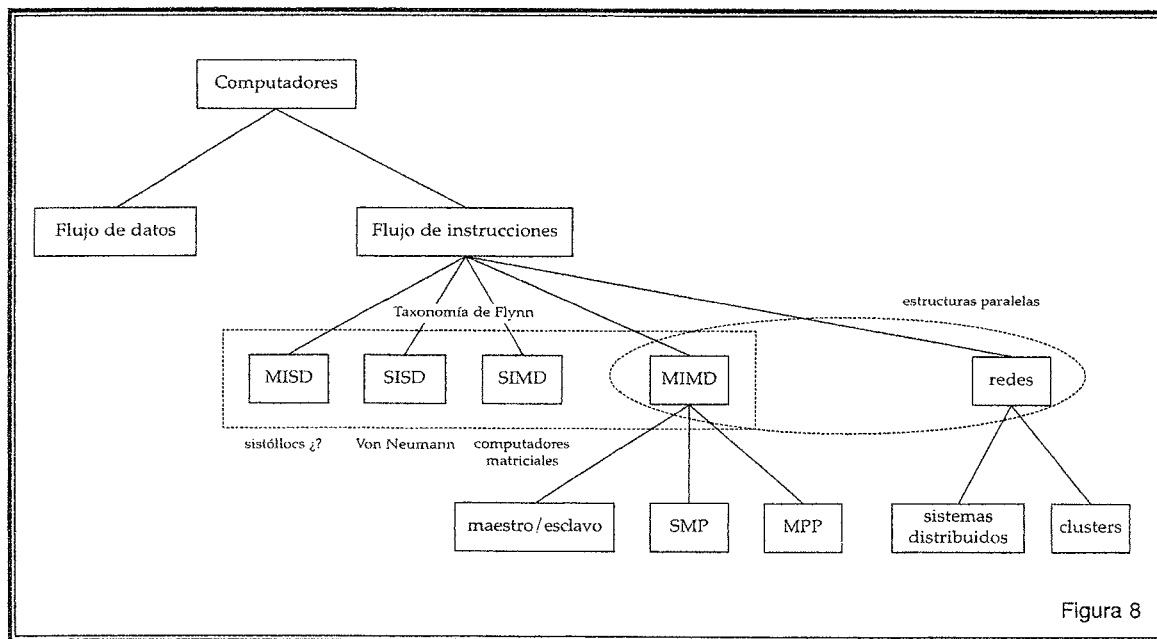 Computadores
Flujo de datos
Flujo de instrucciones
estructuras paralelas
Taxonomía de Flynn
MISD
SISD
SIMD
MIMD
redes
sistóllocs ¿?
Von Neumann
computadores
matriciales
maestro/esclavo
SMP
MPP
sistemas
distribuidos
clusters
Figura 8